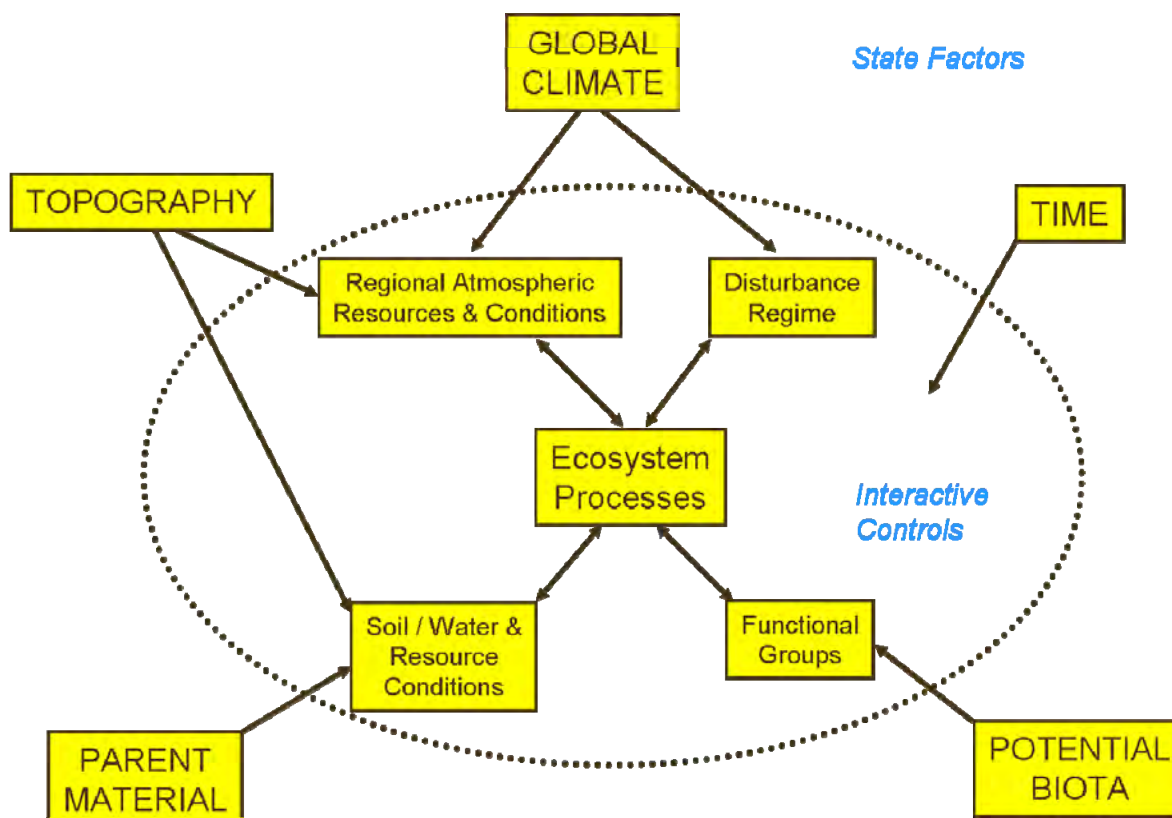 GLOBAL
CLIMATE
State Factors
TOPOGRAPHY
TIME
Regional Atmospheric
Resources & Conditions
Disturbance
Regime
Ecosystem
Processes
Interactive
Controls
Soil / Water &
Resource
Conditions
Functional
Groups
PARENT
MATERIAL
POTENTIAL
BIOTA